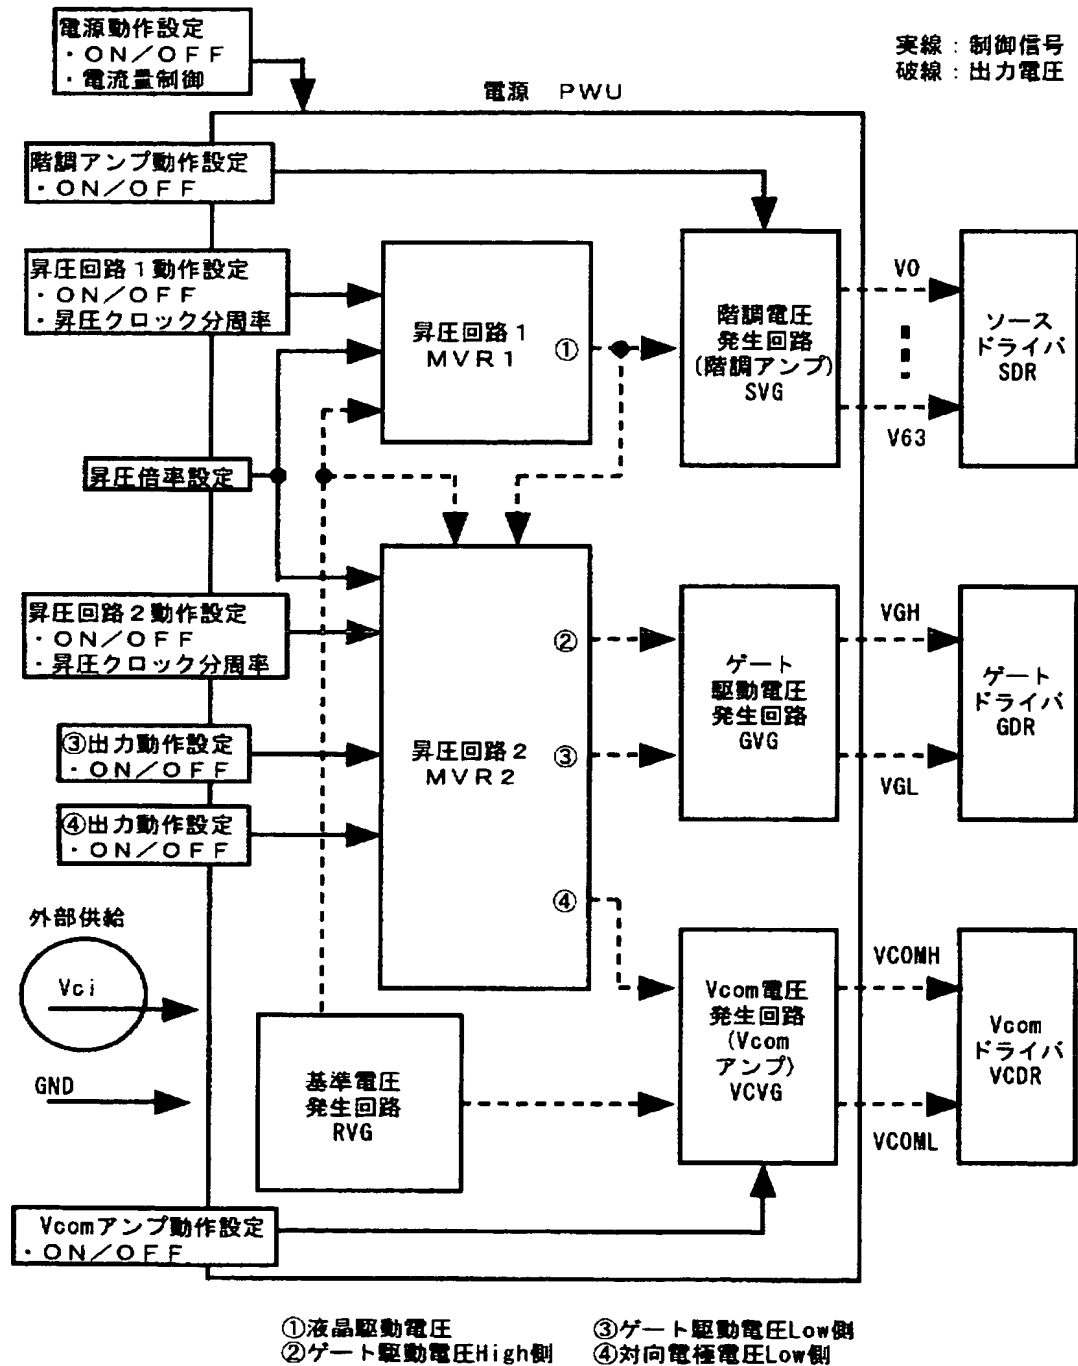 電源動作設定
・ON/OFF
・電流量制御
実線：制御信号
破線：出力電圧
電源 PWU
階調アンプ動作設定
・ON/OFF
昇圧回路1動作設定
・ON/OFF
・昇圧クロック分周率
昇圧回路1
MVR1
①
階調電圧
発生回路
(階調アンプ)
SVG
V0
V63
ソース
ドライバ
SDR
昇圧倍率設定
昇圧回路2動作設定
・ON/OFF
・昇圧クロック分周率
③出力動作設定
・ON/OFF
④出力動作設定
・ON/OFF
昇圧回路2
MVR2
②
③
④
ゲート
駆動電圧
発生回路
GVG
VGH
VGL
ゲート
ドライバ
GDR
外部供給
Vci
GND
基準電圧
発生回路
RVG
Vcom電圧
発生回路
(Vcom
アンプ)
VCVG
VCOMH
VCOML
Vcom
ドライバ
VCDR
Vcomアンプ動作設定
・ON/OFF
①液晶駆動電圧
③ゲート駆動電圧Low側
②ゲート駆動電圧High側
④対向電極電圧Low側